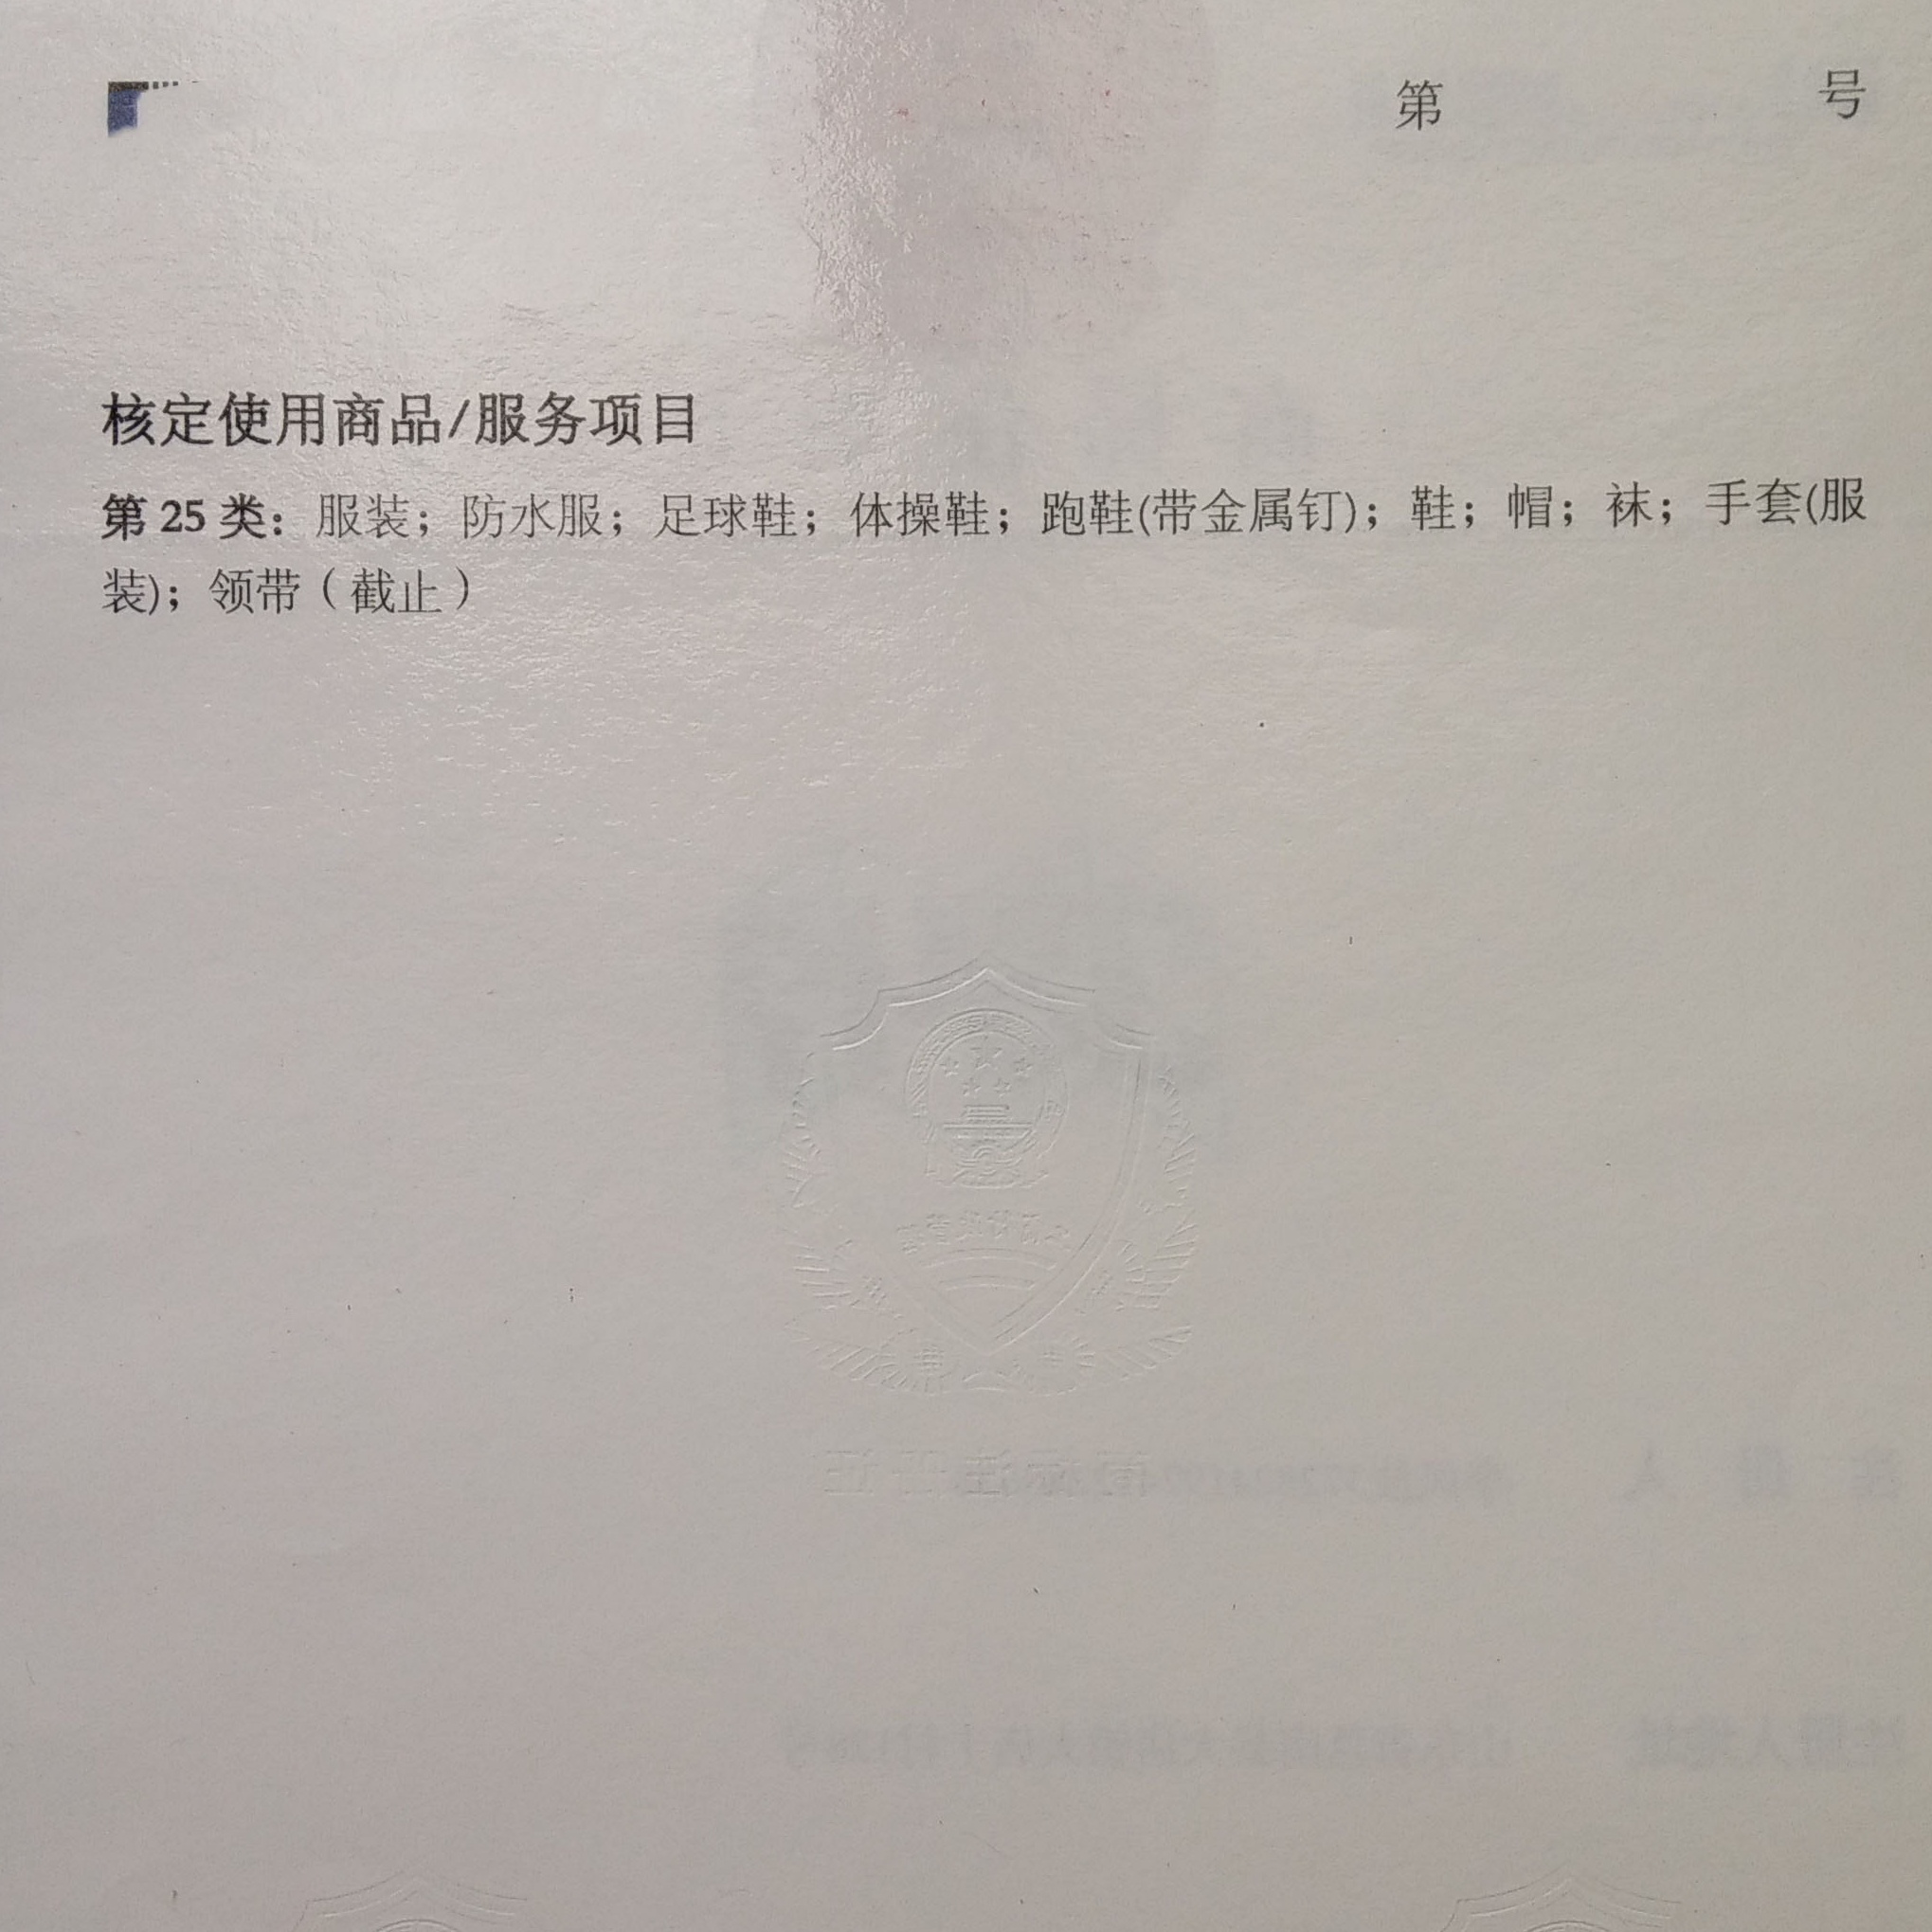 第 号
核定使用商品/服务项目
第 25 类：服装；防水服；足球鞋；体操鞋；跑鞋(带金属钉)；鞋；帽；袜；手套(服
装)；领带（截止）